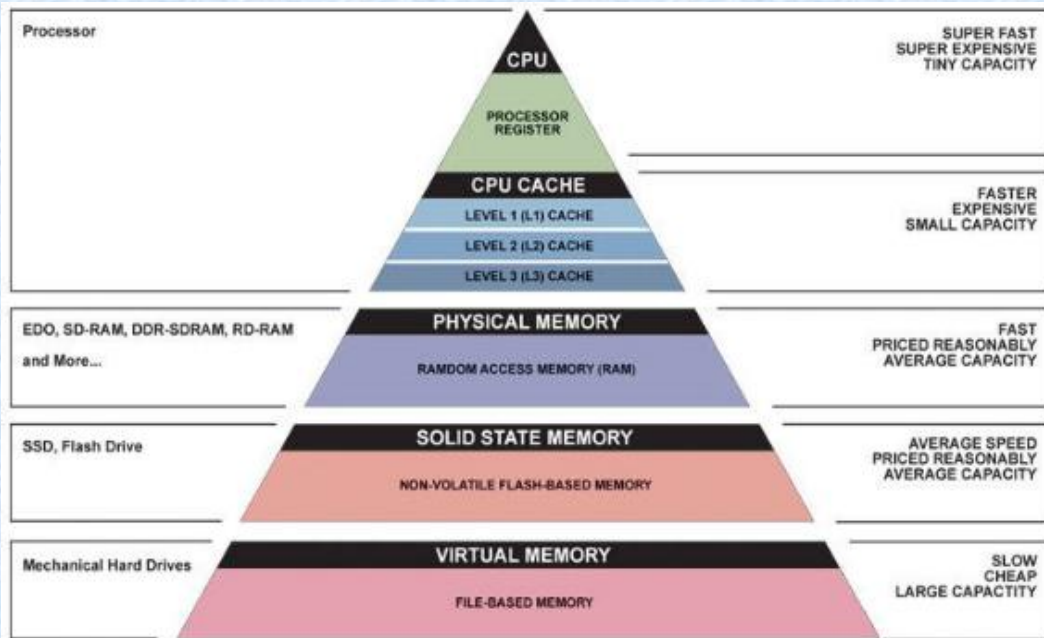 Processor
CPU
SUPER FAST
SUPER EXPENSIVE
TINY CAPACITY
PROCESSOR
REGISTER
CPU CACHE
LEVEL 1 (L1) CACHE
LEVEL 2 (L2) CACHE
LEVEL 3 (L3) CACHE
FASTER
EXPENSIVE
SMALL CAPACITY
EDO, SD-RAM, DDR-SDRAM, RD-RAM
and More...
PHYSICAL MEMORY
RAMDOM ACCESS MEMORY (RAM)
FAST
PRICED REASONABLY
AVERAGE CAPACITY
SSD, Flash Drive
SOLID STATE MEMORY
NON-VOLATILE FLASH-BASED MEMORY
AVERAGE SPEED
PRICED REASONABLY
AVERAGE CAPACITY
Mechanical Hard Drives
VIRTUAL MEMORY
FILE-BASED MEMORY
SLOW
CHEAP
LARGE CAPACTITY